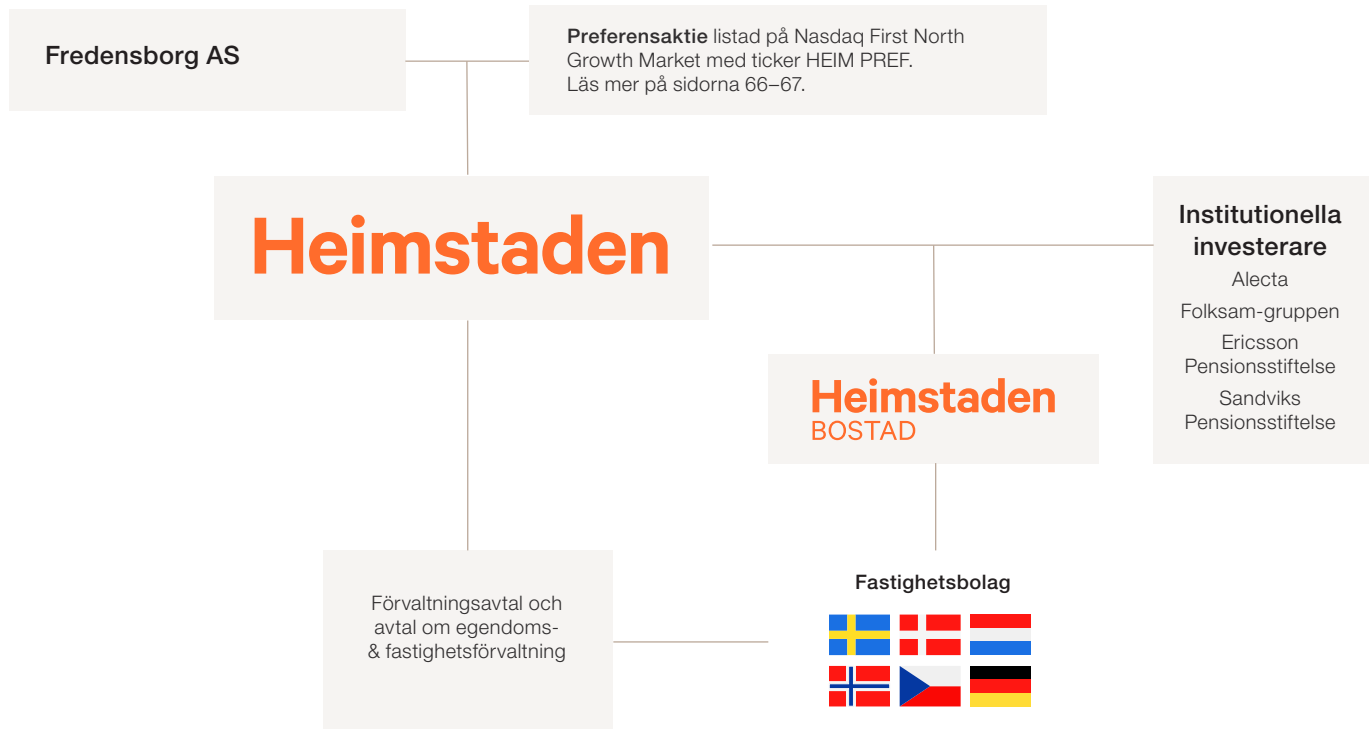 Fredensborg AS
Preferensaktie listad på Nasdaq First North
Growth Market med ticker HEIM PREF.
Läs mer på sidorna 66–67.
Heimstaden
Institutionella
investerare
Alecta
Folksam-gruppen
Ericsson
Pensionsstiftelse
Sandviks
Pensionsstiftelse
Heimstaden
BOSTAD
Förvaltningsavtal och
avtal om egendoms-
& fastighetsförvaltning
Fastighetsbolag